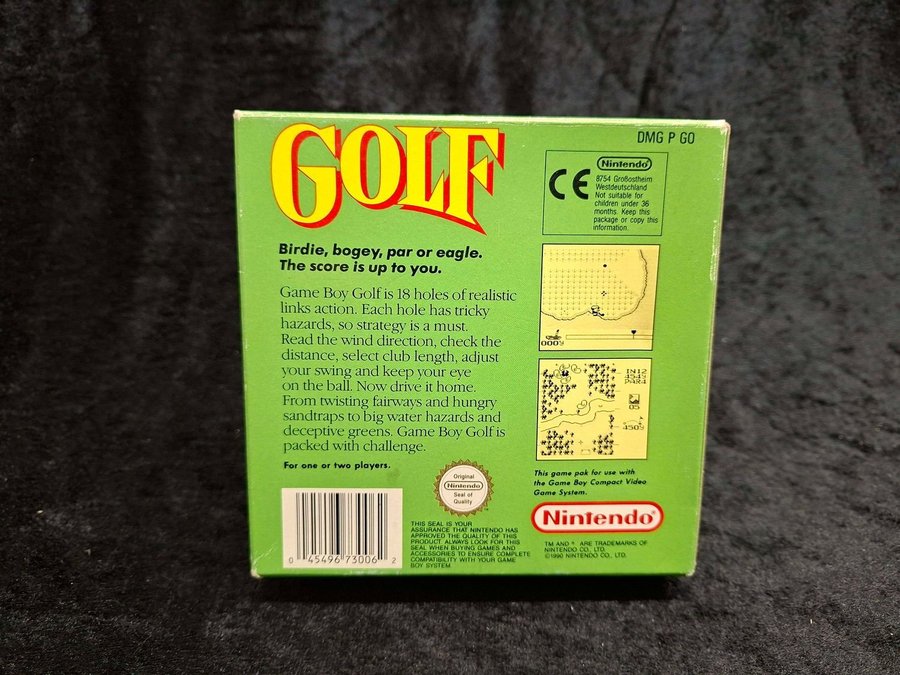 GOLF
DMG P GO
CE
Nintendo®
8754 Großostheim
Westdeutschland
Not suitable for
children under 36
months. Keep this
package or copy this
information.
Birdie, bogey, par or eagle.
The score is up to you.
Game Boy Golf is 18 holes of realistic
links action. Each hole has tricky
hazards, so strategy is a must.
Read the wind direction, check the
distance, select club length, adjust
your swing and keep your eye
on the ball. Now drive it home.
From twisting fairways and hungry
sandtraps to big water hazards and
deceptive greens. Game Boy Golf is
packed with challenge.
For one or two players.
000Y
PAR4
05
450Y
This game pak for use with
the Game Boy Compact Video
Game System.
Nintendo®
TM AND ® ARE TRADEMARKS OF
NINTENDO CO., LTD.
©1990 NINTENDO CO., LTD.
Original
Nintendo
Seal of
Quality
THIS SEAL IS YOUR
ASSURANCE THAT NINTENDO HAS
APPROVED THE QUALITY OF THIS
PRODUCT. ALWAYS LOOK FOR THIS
SEAL WHEN BUYING GAMES AND
ACCESSORIES TO ENSURE COMPLETE
COMPATIBILITY WITH YOUR GAME
BOY SYSTEM.
0 45496 73006 2